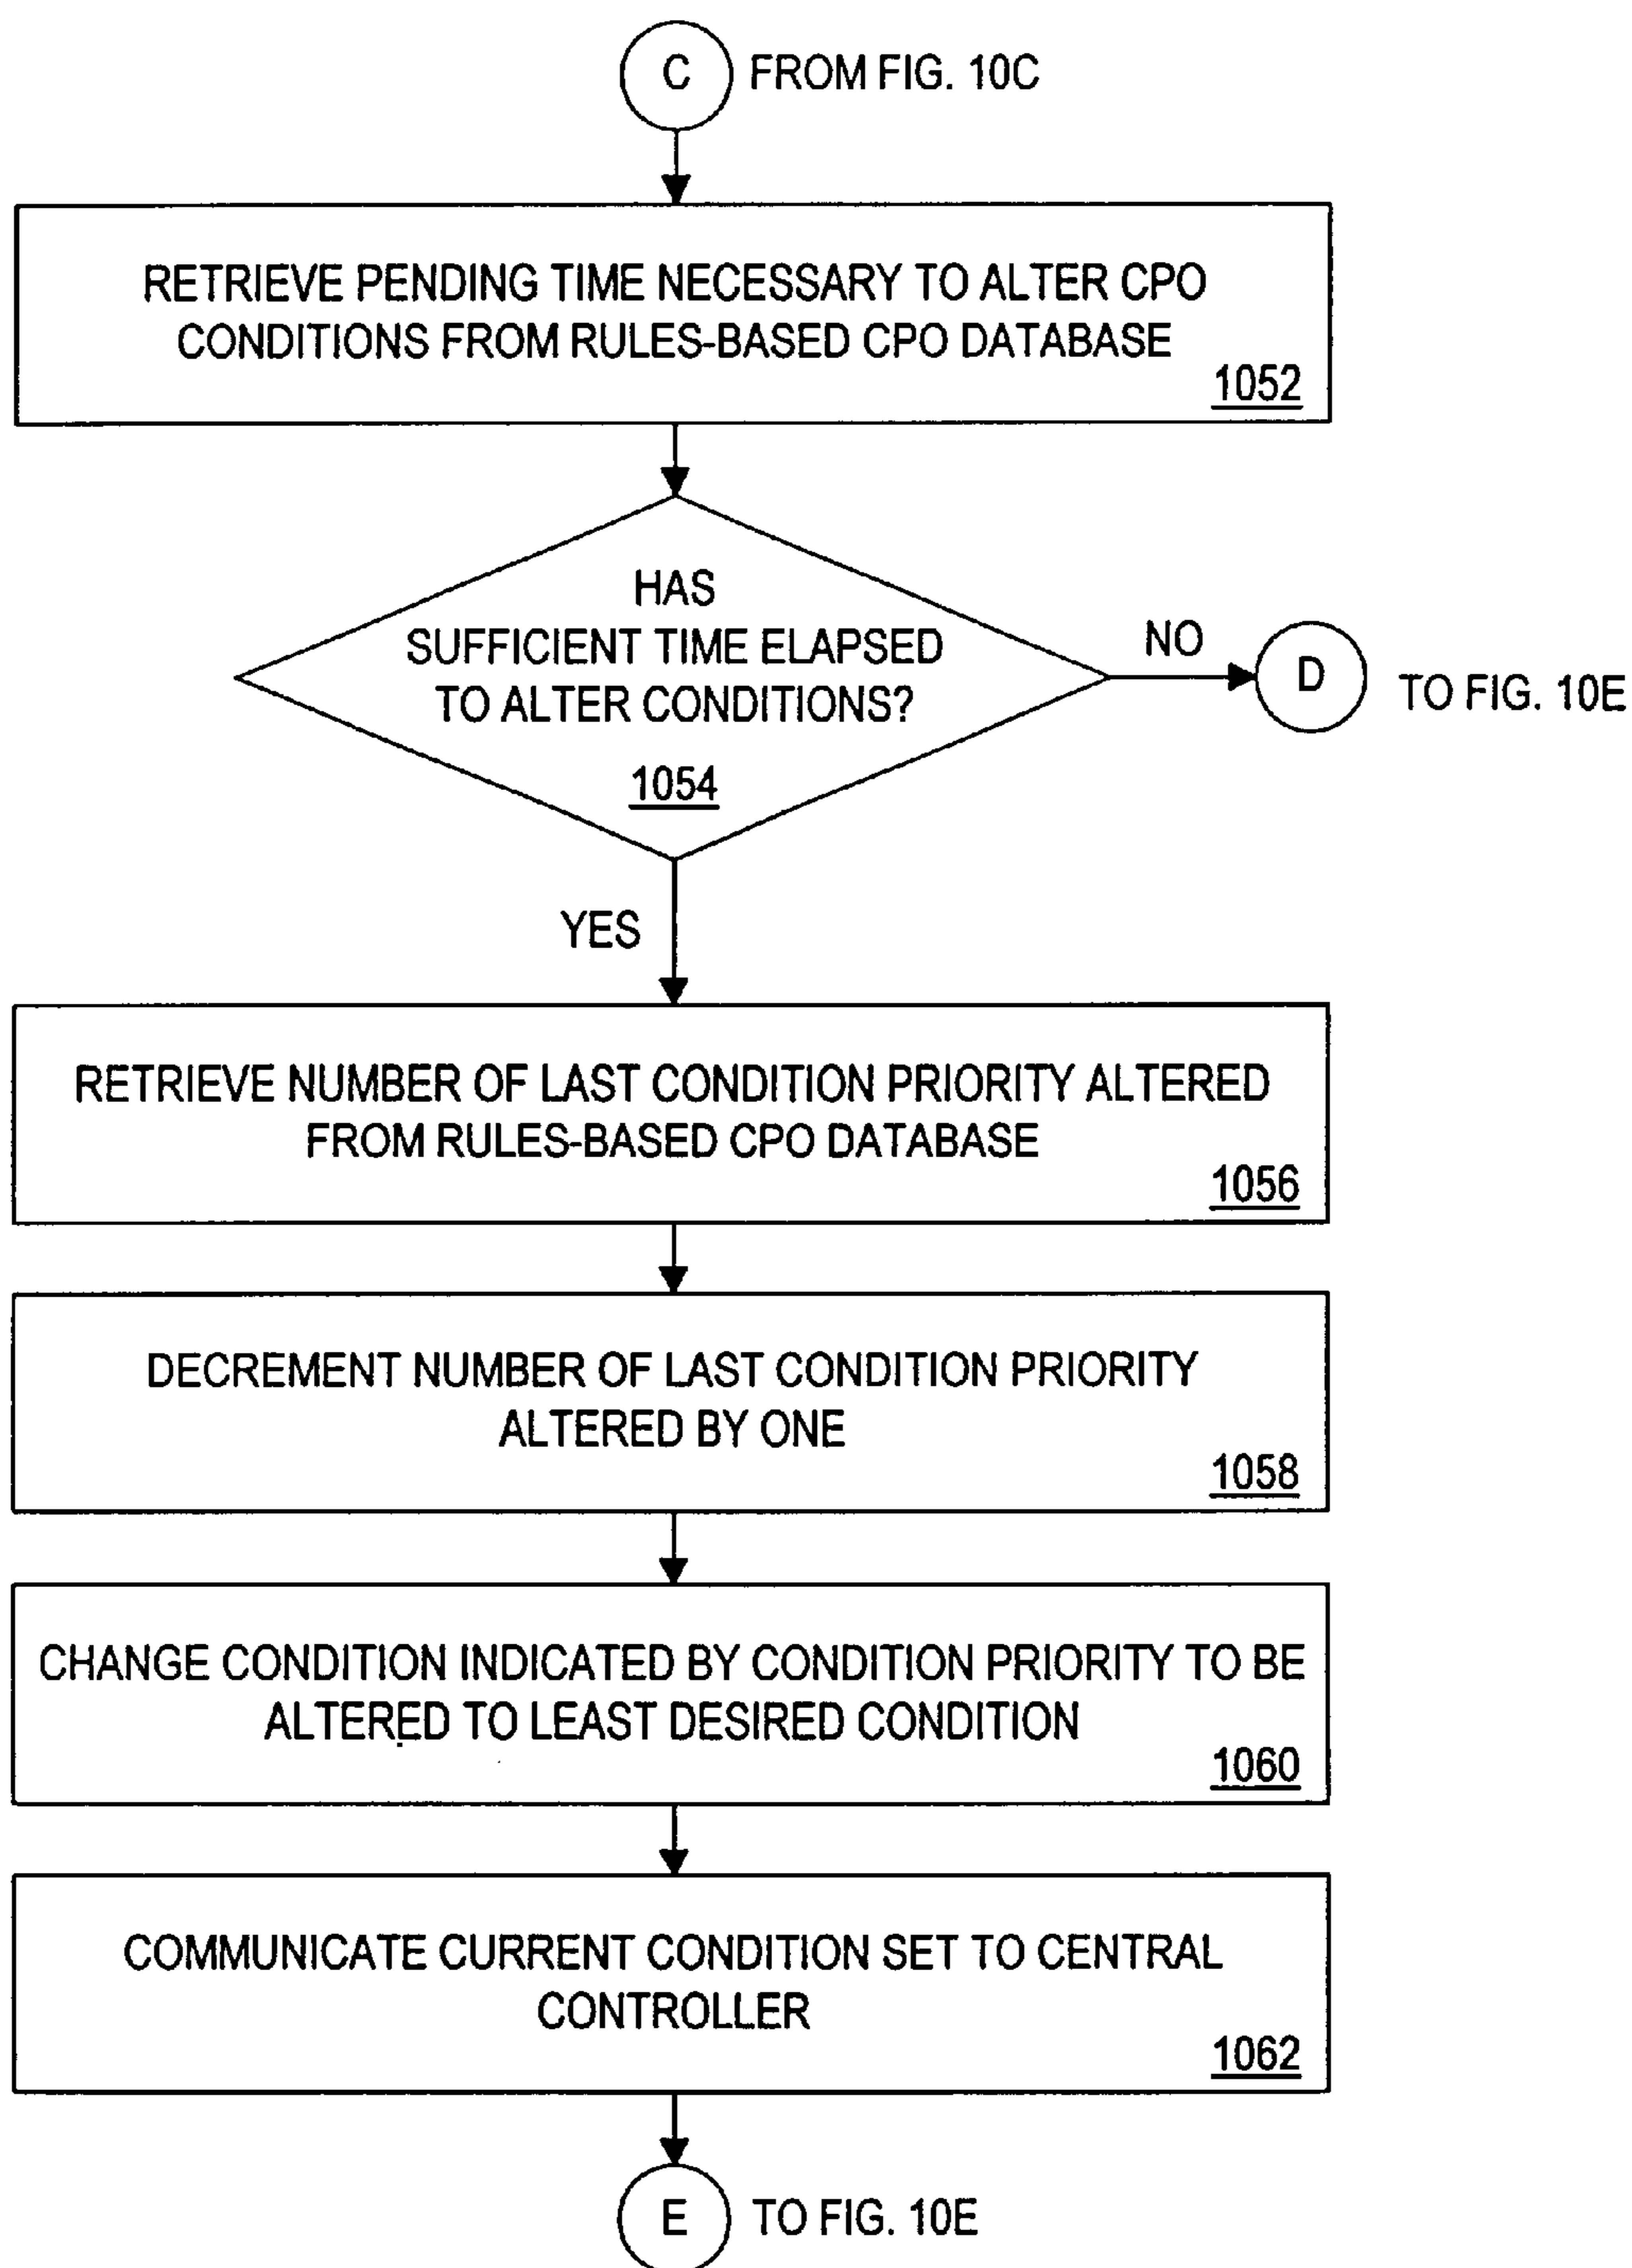 C FROM FIG. 10C
RETRIEVE PENDING TIME NECESSARY TO ALTER CPO
CONDITIONS FROM RULES-BASED CPO DATABASE
1052
HAS
SUFFICIENT TIME ELAPSED
TO ALTER CONDITIONS?
1054
NO
D TO FIG. 10E
YES
RETRIEVE NUMBER OF LAST CONDITION PRIORITY ALTERED
FROM RULES-BASED CPO DATABASE
1056
DECREMENT NUMBER OF LAST CONDITION PRIORITY
ALTERED BY ONE
1058
CHANGE CONDITION INDICATED BY CONDITION PRIORITY TO BE
ALTERED TO LEAST DESIRED CONDITION
1060
COMMUNICATE CURRENT CONDITION SET TO CENTRAL
CONTROLLER
1062
E TO FIG. 10E